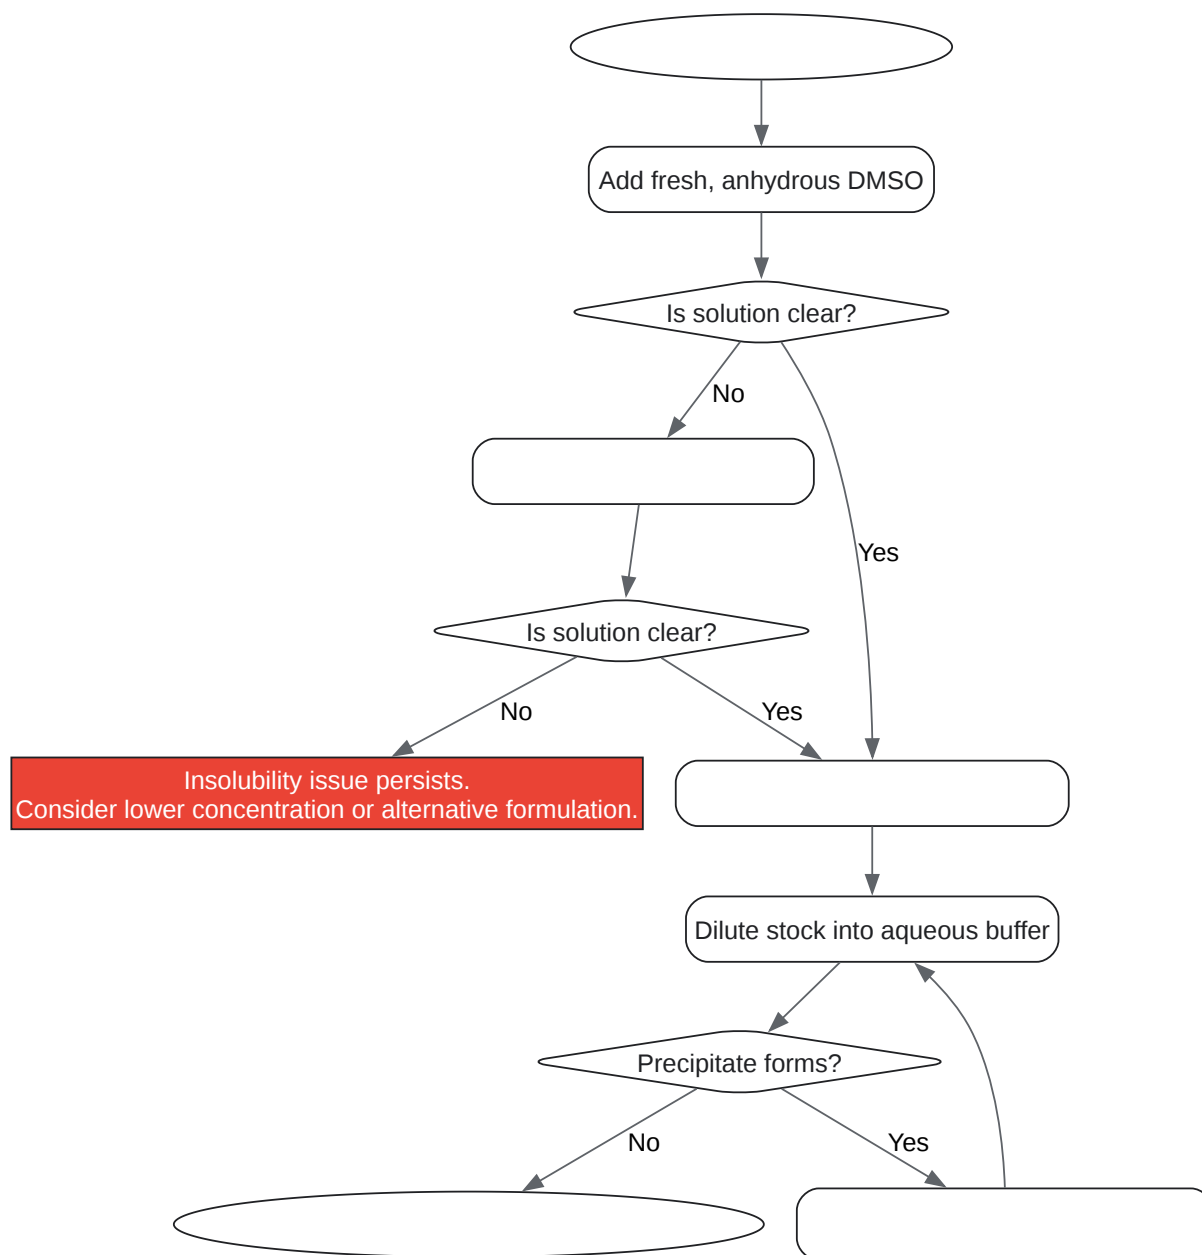 Add fresh, anhydrous DMSO
Is solution clear?
No
Yes
Is solution clear?
No
Yes
Insolubility issue persists.
Consider lower concentration or alternative formulation.
Dilute stock into aqueous buffer
Precipitate forms?
No
Yes